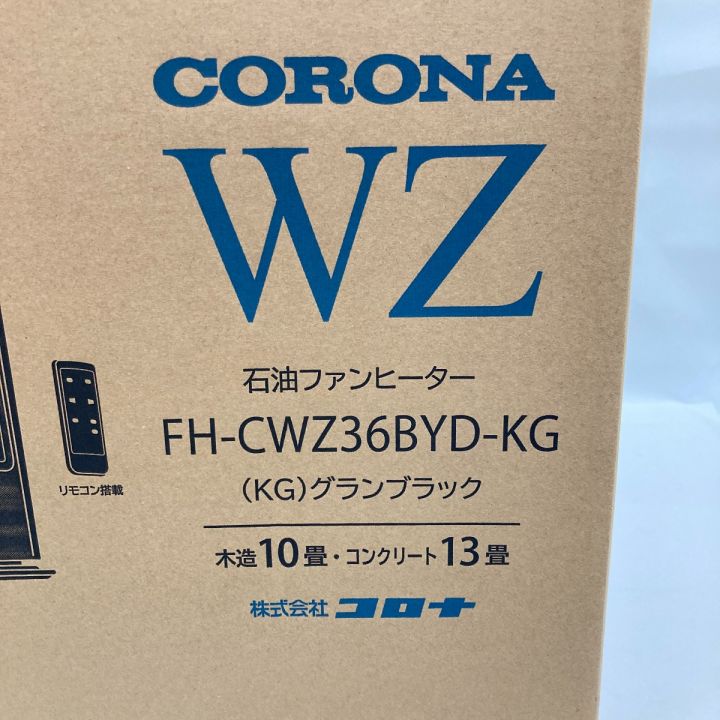 CORONA
WZ
石油ファンヒーター
FH-CWZ36BYD-KG
(KG)グランブラック
リモコン搭載
木造10畳・コンクリート13畳
株式会社 コロナ